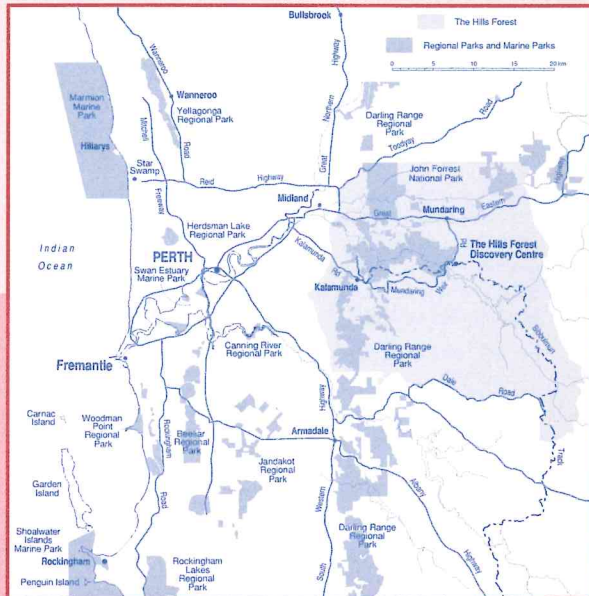 Bullsbrook
The Hills Forest
Regional Parks and Marine Parks
0 5 10 15 20 km
Wanneroo
Wanneroo
Yellagonga
Regional Park
Road
Mitchell
Freeway
Marmion
Marine
Park
Hillarys
Star
Swamp
Reid Highway
Great Northern Highway
Darling Range
Regional
Park
Toodyay Road
John Forrest
National Park
Great Eastern Highway
Midland
Mundaring
Herdsman Lake
Regional Park
Indian
Ocean
PERTH
Swan Estuary
Marine Park
Kalamunda Rd
Kalamunda
Mundaring Weir Rd
The Hills Forest
Discovery Centre
Bibbulmun Track
Canning River
Regional Park
Darling Range
Regional
Park
Fremantle
Dale Road
Carnac
Island
Woodman
Point
Regional
Park
Rockingham Road
Beeliar
Regional
Park
Jandakot
Regional
Park
Armadale
Albany Highway
South Western Highway
Garden
Island
Shoalwater
Islands
Marine Park
Rockingham
Penguin Island
Rockingham
Lakes
Regional
Park
Darling Range
Regional
Park